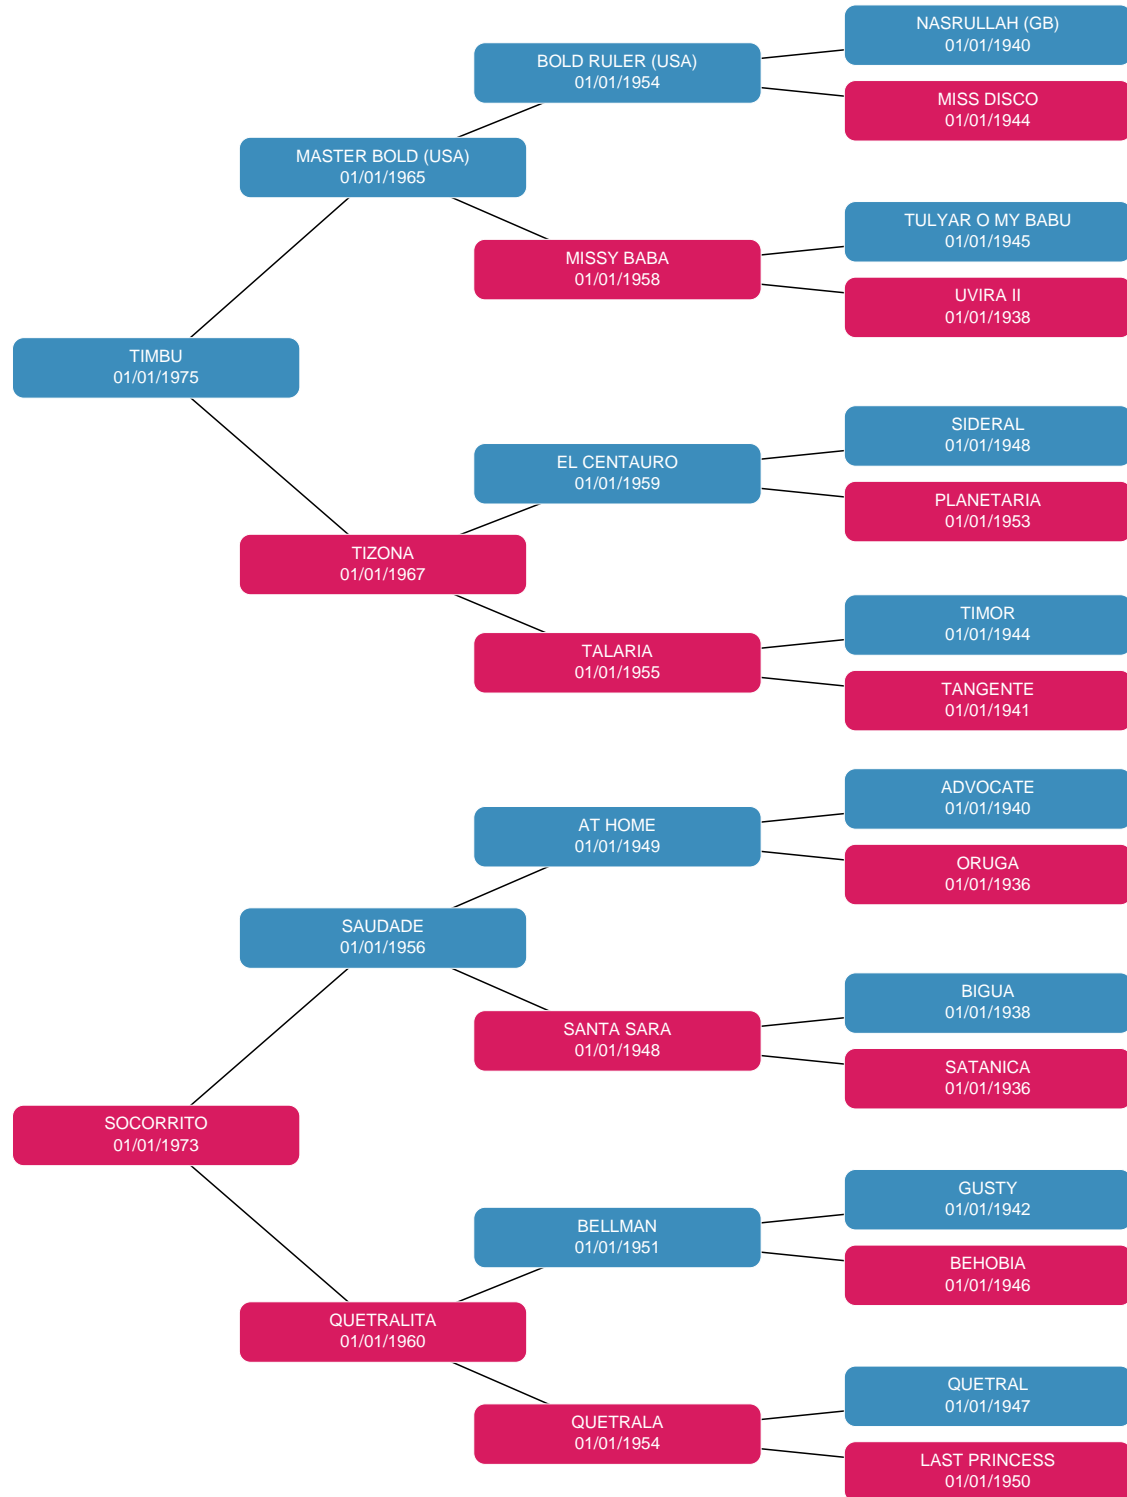 NASRULLAH (GB)
01/01/1940
BOLD RULER (USA)
01/01/1954
MISS DISCO
01/01/1944
MASTER BOLD (USA)
01/01/1965
TULYAR O MY BABU
01/01/1945
MISSY BABA
01/01/1958
UVIRA II
01/01/1938
TIMBU
01/01/1975
SIDERAL
01/01/1948
EL CENTAURO
01/01/1959
PLANETARIA
01/01/1953
TIZONA
01/01/1967
TIMOR
01/01/1944
TALARIA
01/01/1955
TANGENTE
01/01/1941
ADVOCATE
01/01/1940
AT HOME
01/01/1949
ORUGA
01/01/1936
SAUDADE
01/01/1956
BIGUA
01/01/1938
SANTA SARA
01/01/1948
SATANICA
01/01/1936
SOCORRITO
01/01/1973
GUSTY
01/01/1942
BELLMAN
01/01/1951
BEHOBIA
01/01/1946
QUETRALITA
01/01/1960
QUETRAL
01/01/1947
QUETRALA
01/01/1954
LAST PRINCESS
01/01/1950